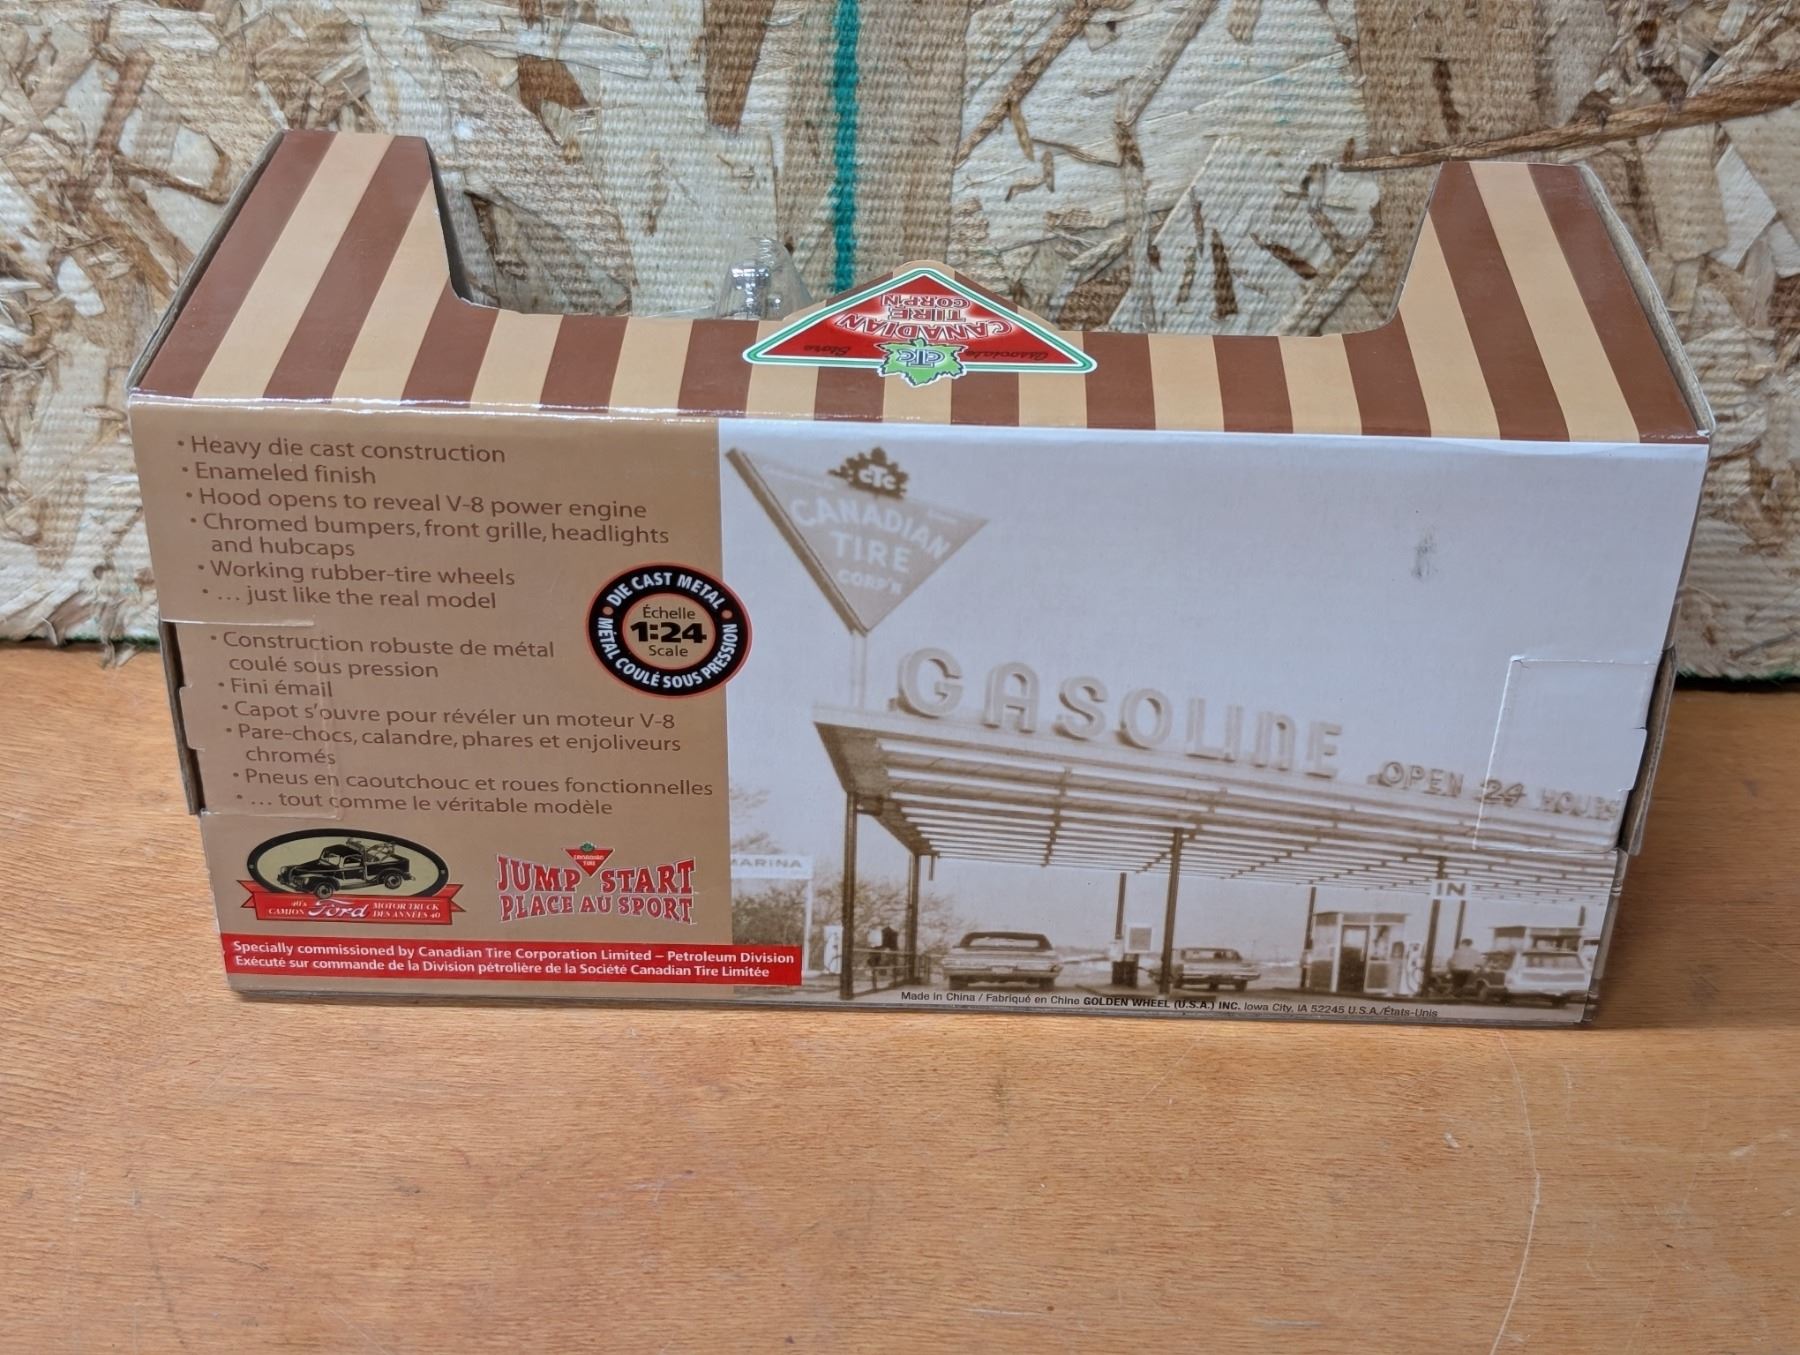 Associate Store
CANADIAN
TIRE
CORP'N
CTC
• Heavy die cast construction
• Enameled finish
• Hood opens to reveal V-8 power engine
• Chromed bumpers, front grille, headlights
and hubcaps
• Working rubber-tire wheels
• ... just like the real model
• Construction robuste de métal
coulé sous pression
• Fini émail
• Capot s'ouvre pour révéler un moteur V-8
• Pare-chocs, calandre, phares et enjoliveurs
chromés
• Pneus en caoutchouc et roues fonctionnelles
• ... tout comme le véritable modèle
• DIE CAST METAL •
MÉTAL COULÉ SOUS PRESSION
Échelle
1:24
Scale
40's Ford MOTOR TRUCK
CAMION Ford DES ANNÉES 40
CANADIAN
TIRE
JUMP START
PLACE AU SPORT
Specially commissioned by Canadian Tire Corporation Limited – Petroleum Division
Exécuté sur commande de la Division pétrolière de la Société Canadian Tire Limitée
CTC
CANADIAN
TIRE
CORP'N
GASOLINE
OPEN 24 HOURS
MARINA
IN
Made in China / Fabriqué en Chine GOLDEN WHEEL (U.S.A.) INC. Iowa City, IA 52245 U.S.A./États-Unis